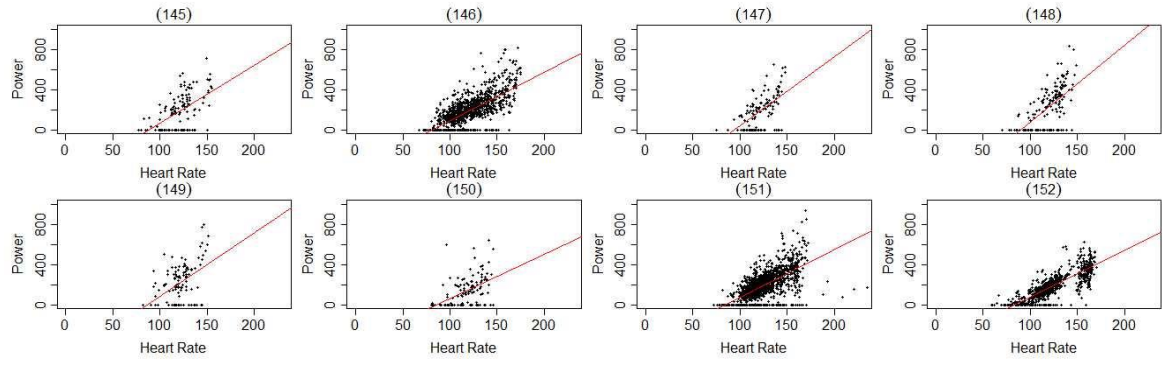 (145) (146) (147) (148)
Power 0 400 800 Power 0 400 800 Power 0 400 800 Power 0 400 800
0 50 100 150 200 0 50 100 150 200 0 50 100 150 200 0 50 100 150 200
Heart Rate Heart Rate Heart Rate Heart Rate
(149) (150) (151) (152)
Power 0 400 800 Power 0 400 800 Power 0 400 800 Power 0 400 800
0 50 100 150 200 0 50 100 150 200 0 50 100 150 200 0 50 100 150 200
Heart Rate Heart Rate Heart Rate Heart Rate